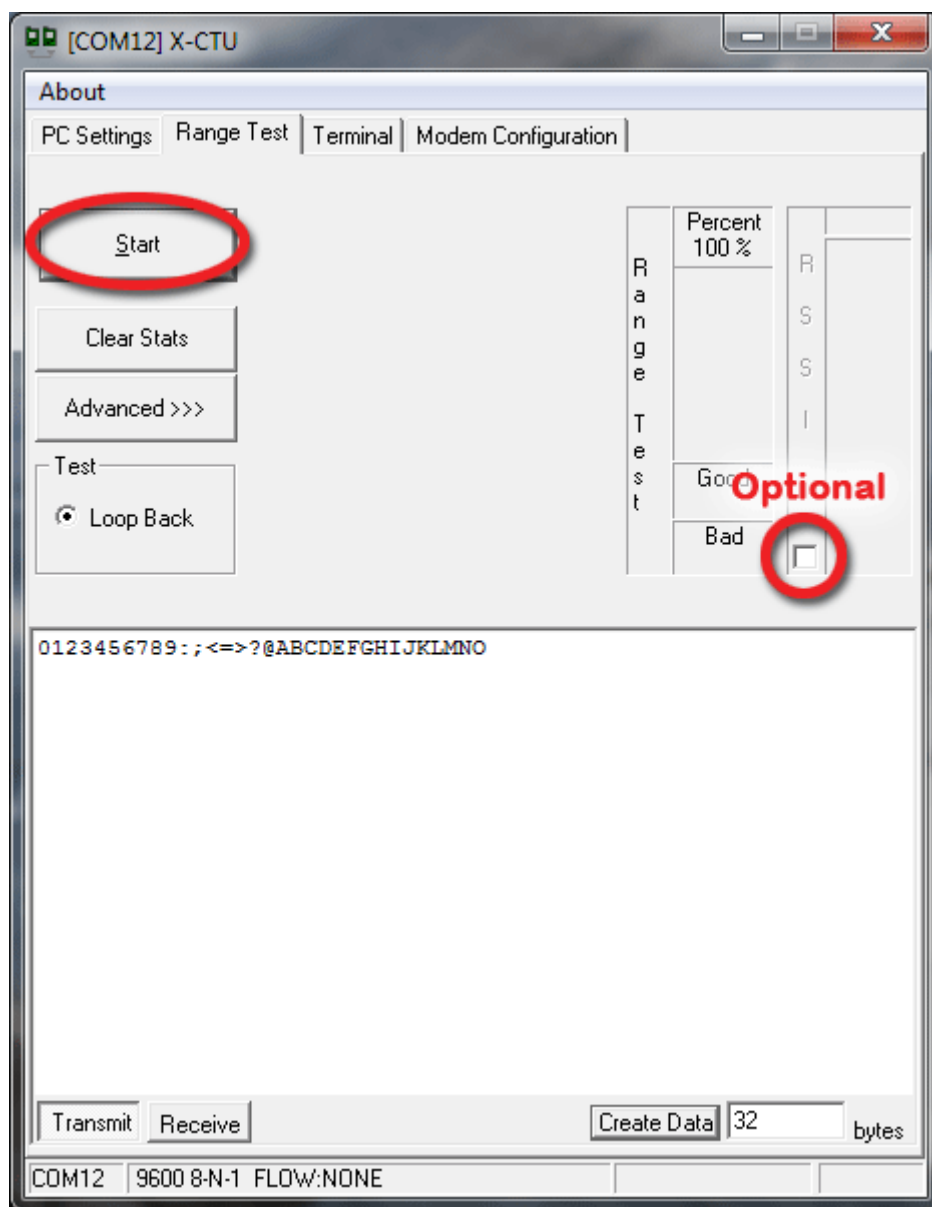 [COM12] X-CTU
About
PC Settings Range Test Terminal Modem Configuration
Start
Clear Stats
Advanced >>>
Test
Loop Back
Range Test
Percent
100 %
Good
Bad
RSSI
Optional
0123456789:;<=>?@ABCDEFGHIJKLMNO
Transmit Receive Create Data 32 bytes
COM12 9600 8-N-1 FLOW:NONE